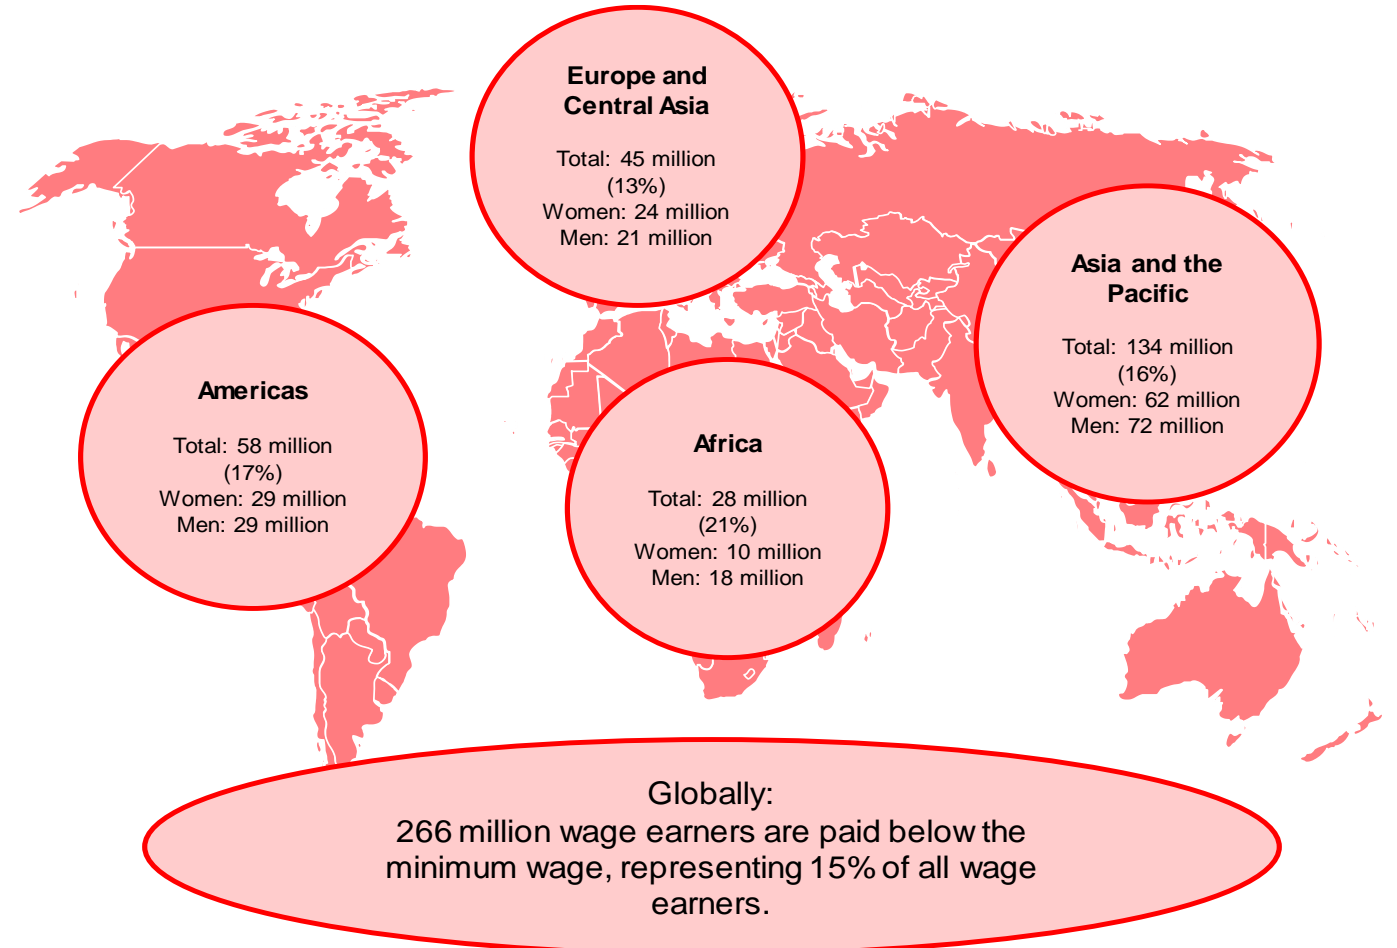 Europe and
Central Asia
Total: 45 million
(13%)
Women: 24 million
Men: 21 million
Asia and the
Pacific
Total: 134 million
(16%)
Women: 62 million
Men: 72 million
Americas
Total: 58 million
(17%)
Women: 29 million
Men: 29 million
Africa
Total: 28 million
(21%)
Women: 10 million
Men: 18 million
Globally:
266 million wage earners are paid below the
minimum wage, representing 15% of all wage
earners.